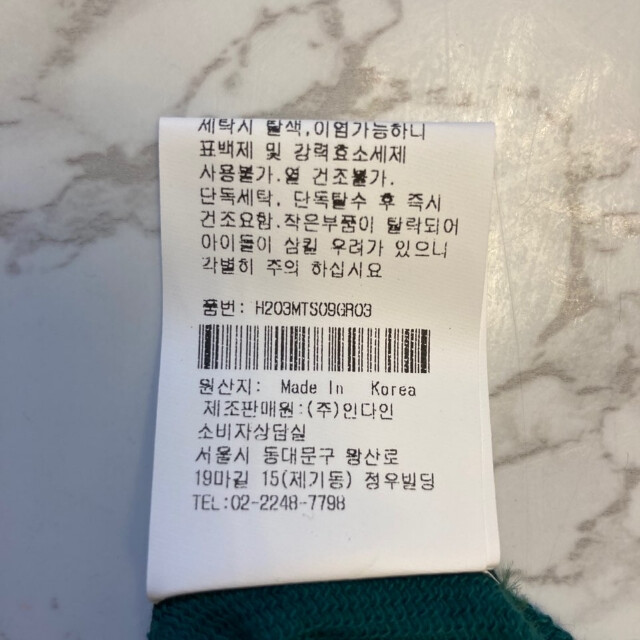 세탁시 탈색,이염가능하니
표백제 및 강력효소세제
사용불가.열 건조불가.
단독세탁, 단독탈수 후 즉시
건조요함.작은부품이 탈락되어
아이들이 삼킬 우려가 있으니
각별히 주의 하십시요
품번: H203MTS09GR03
원산지: Made In Korea
제조판매원:(주)인다인
소비자상담실
서울시 동대문구 왕산로
19마길 15(제기동) 청우빌딩
TEL:02-2248-7798